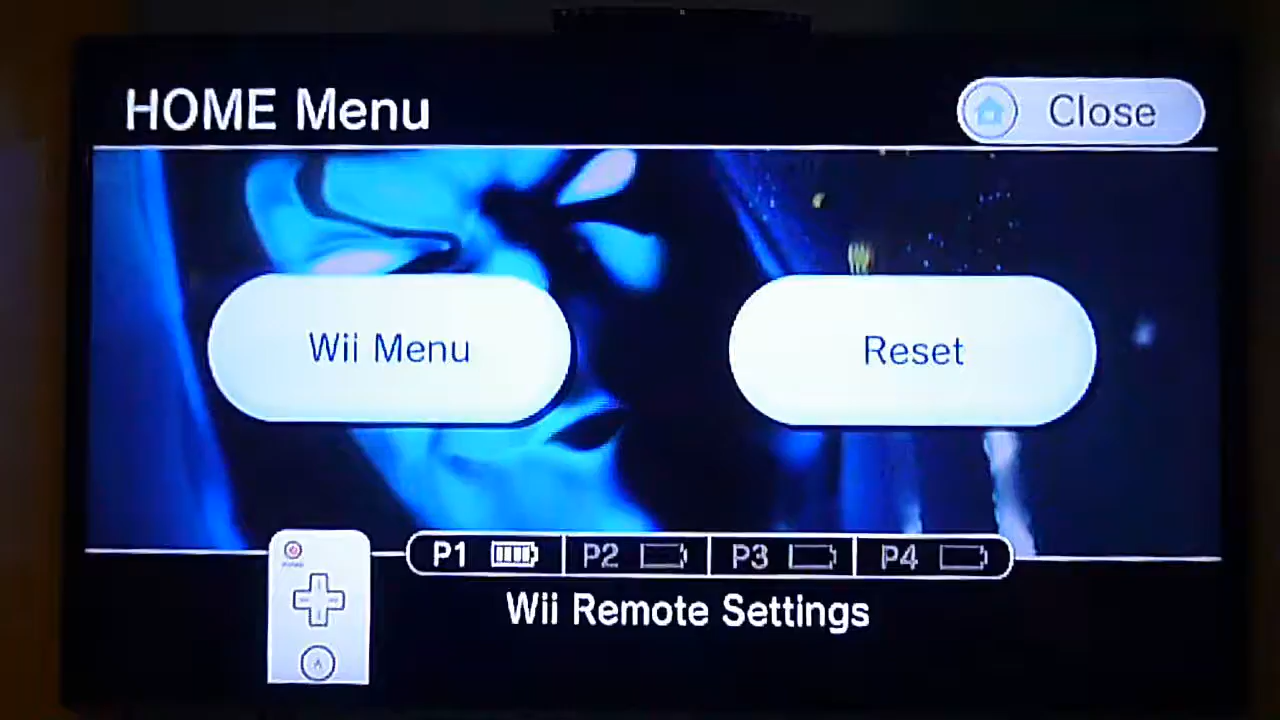 HOME Menu
Close
Wii Menu
Reset
P1 P2 P3 P4
Wii Remote Settings
A